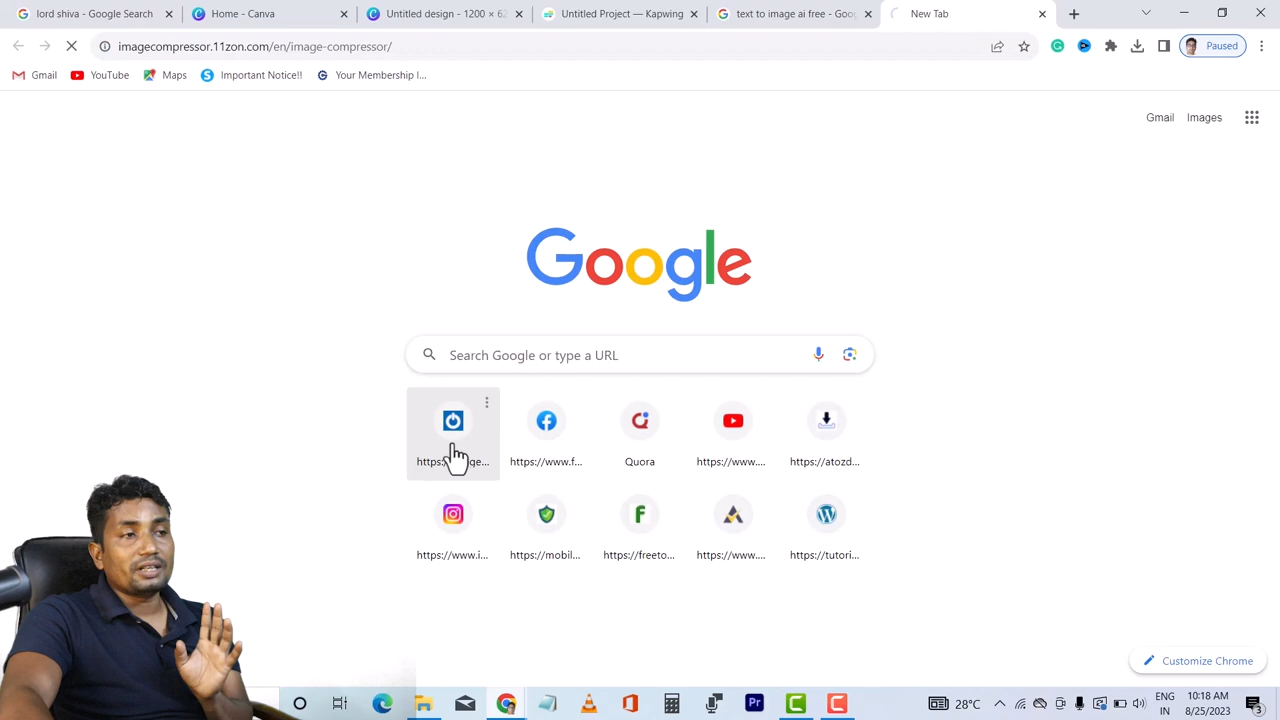 lord shiva - Google Search
Home - Canva
Untitled design - 1200 × 62
Untitled Project — Kapwing
text to image ai free - Goog
New Tab
imagecompressor.11zon.com/en/image-compressor/
Paused
Gmail
YouTube
Maps
Important Notice!!
Your Membership I...
Gmail Images
Google
Search Google or type a URL
https://www.f...
Quora
https://www....
https://atozd...
https://www.i...
https://mobil...
https://freeto...
https://www....
https://tutori...
Customize Chrome
28°C
ENG
IN
10:18 AM
8/25/2023
3